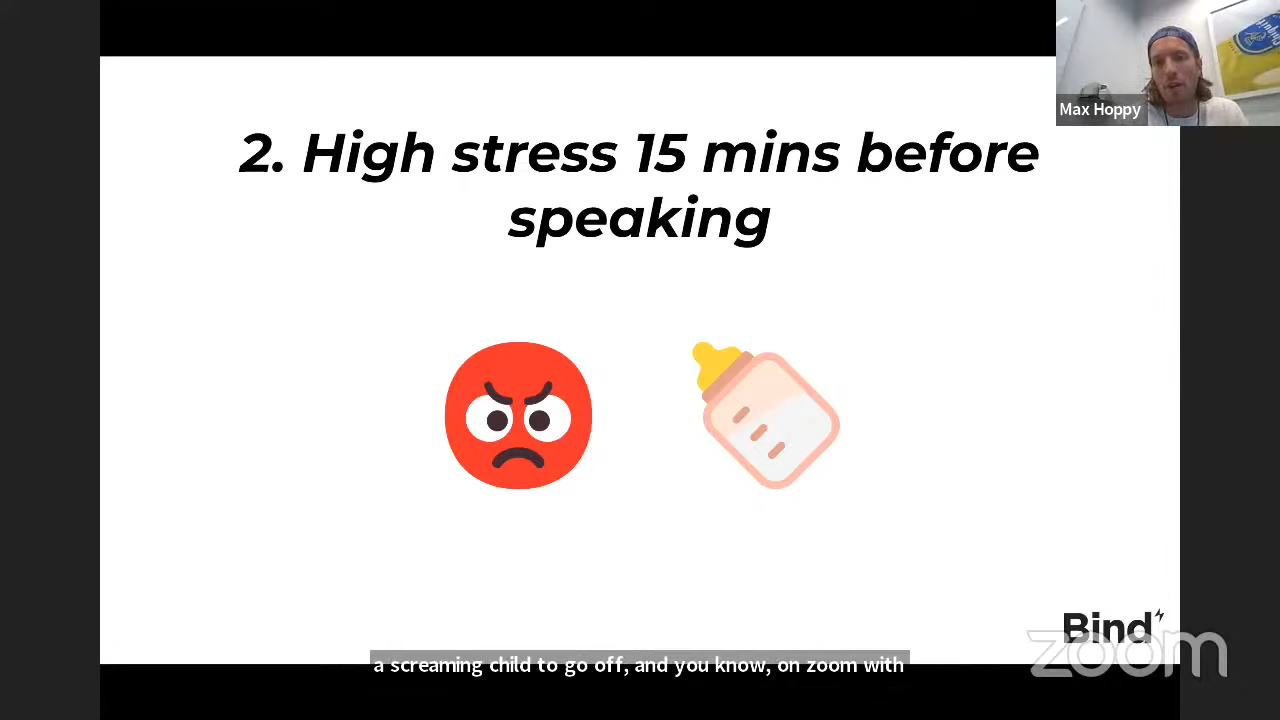 2. High stress 15 mins before
speaking
Max Hoppy
Bind
zoom
a screaming child to go off, and you know, on zoom with